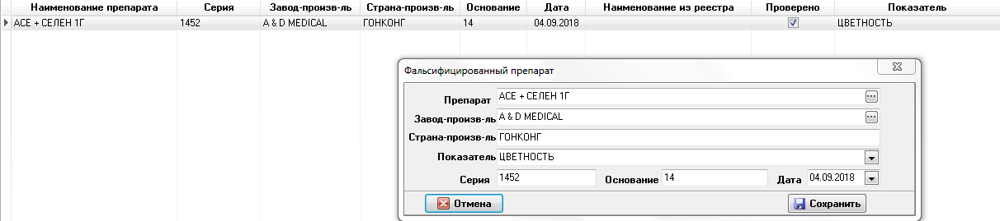 Наименование препарата Серия Завод-произв-ль Страна-произв-ль Основание Дата Наименование из реестра Проверено Показатель
АСЕ + СЕЛЕН 1Г 1452 A & D MEDICAL ГОНКОНГ 14 04.09.2018 ЦВЕТНОСТЬ
Фальсифицированный препарат
Препарат АСЕ + СЕЛЕН 1Г
Завод-произв-ль A & D MEDICAL
Страна-произв-ль ГОНКОНГ
Показатель ЦВЕТНОСТЬ
Серия 1452 Основание 14 Дата 04.09.2018
Отмена Сохранить